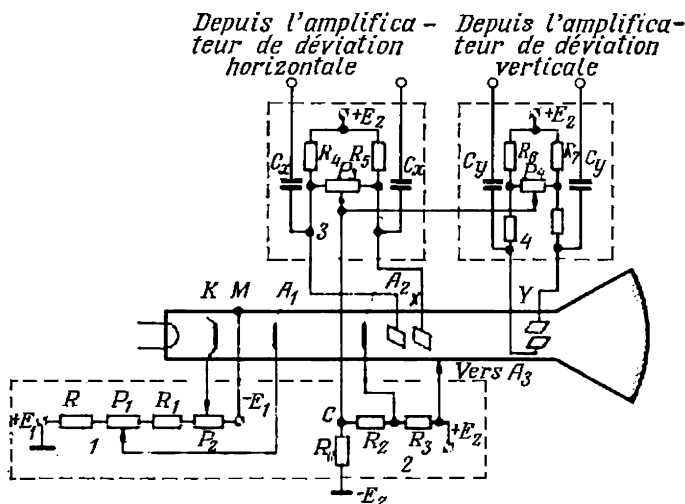 Depuis l'amplifica-
teur de déviation
horizontale
Depuis l'amplifica-
teur de déviation
verticale
+E2
+E2
Cx
R4
R5
Cx
Cy
R6
P4
R7
Cy
3
4
K M A1 A2 x Y
Vers A3
+E1
R
P1
R1
P2
-E1
1
C
R2
R3
+E2
2
-E2